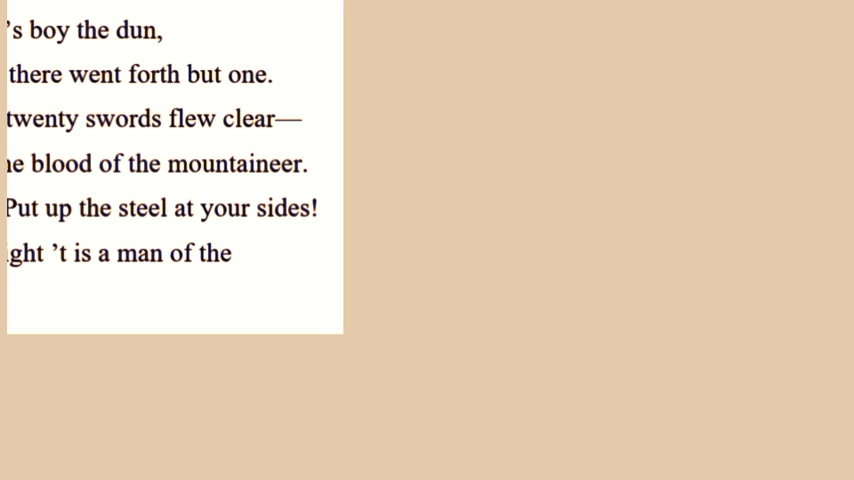 ’s boy the dun,
there went forth but one.
twenty swords flew clear—
blood of the mountaineer.
Put up the steel at your sides!
’t is a man of the